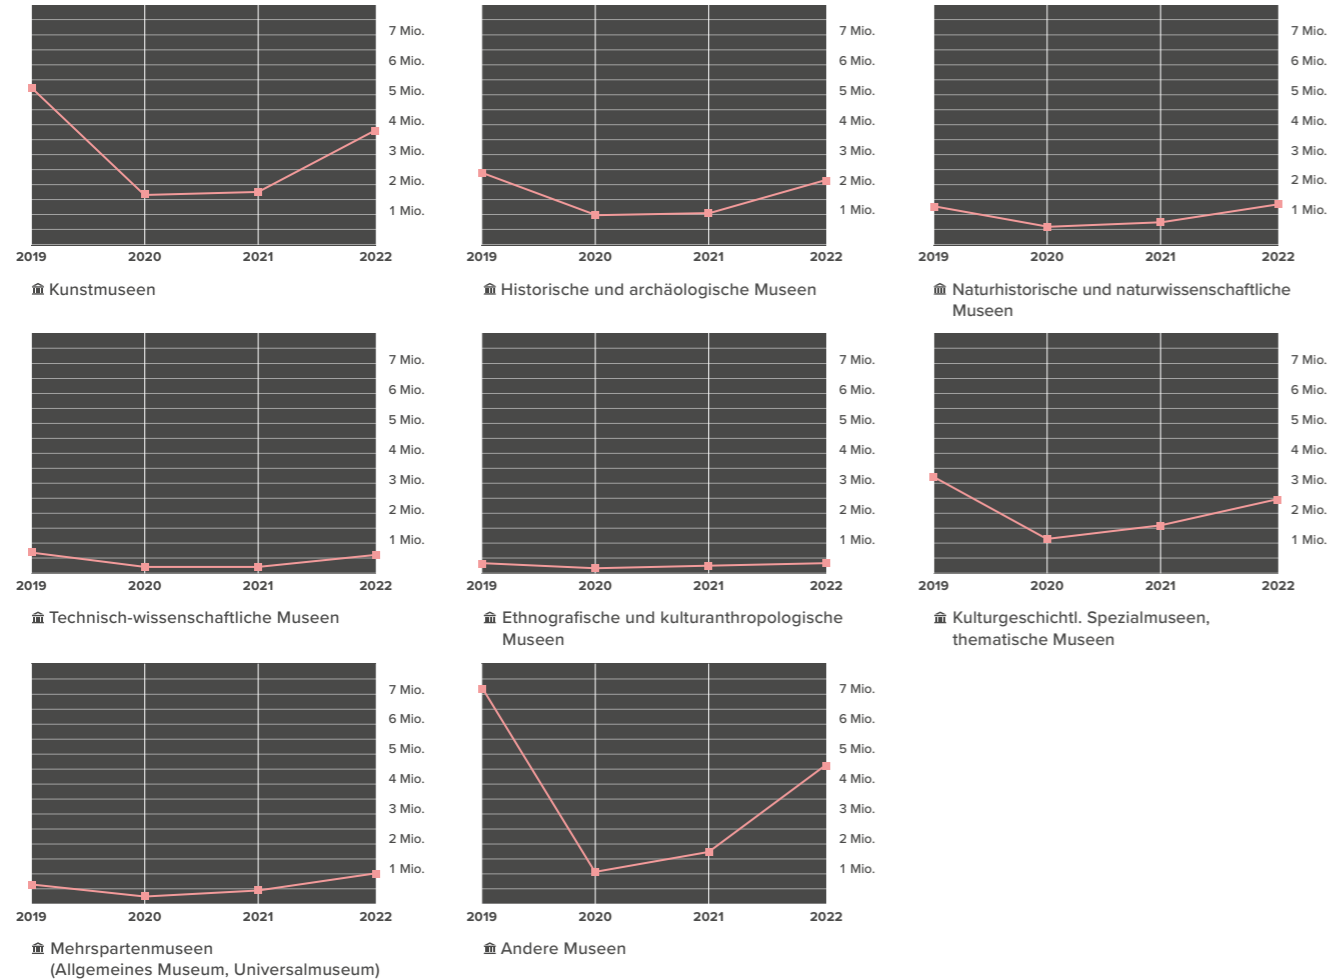 7 Mio.
6 Mio.
5 Mio.
4 Mio.
3 Mio.
2 Mio.
1 Mio.
2019 2020 2021 2022
Kunstmuseen
7 Mio.
6 Mio.
5 Mio.
4 Mio.
3 Mio.
2 Mio.
1 Mio.
2019 2020 2021 2022
Historische und archäologische Museen
7 Mio.
6 Mio.
5 Mio.
4 Mio.
3 Mio.
2 Mio.
1 Mio.
2019 2020 2021 2022
Naturhistorische und naturwissenschaftliche
Museen
7 Mio.
6 Mio.
5 Mio.
4 Mio.
3 Mio.
2 Mio.
1 Mio.
2019 2020 2021 2022
Technisch-wissenschaftliche Museen
7 Mio.
6 Mio.
5 Mio.
4 Mio.
3 Mio.
2 Mio.
1 Mio.
2019 2020 2021 2022
Ethnografische und kulturanthropologische
Museen
7 Mio.
6 Mio.
5 Mio.
4 Mio.
3 Mio.
2 Mio.
1 Mio.
2019 2020 2021 2022
Kulturgeschichtl. Spezialmuseen,
thematische Museen
7 Mio.
6 Mio.
5 Mio.
4 Mio.
3 Mio.
2 Mio.
1 Mio.
2019 2020 2021 2022
Mehrspartenmuseen
(Allgemeines Museum, Universalmuseum)
7 Mio.
6 Mio.
5 Mio.
4 Mio.
3 Mio.
2 Mio.
1 Mio.
2019 2020 2021 2022
Andere Museen